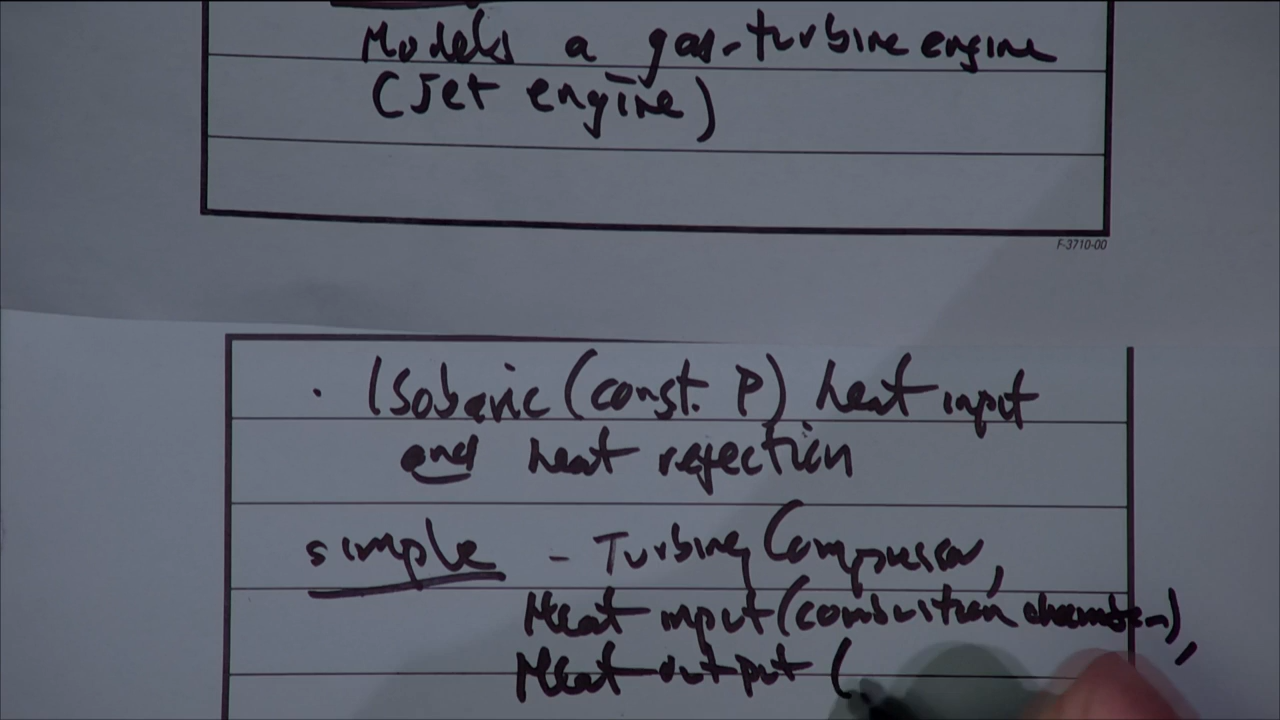 Models a gas-turbine engine
(Jet engine)
F-3710-00
. Isobaric (const. P) heat input
and heat rejection
simple - Turbine, Compressor,
Heat input (combustion chamber),
Heat output (